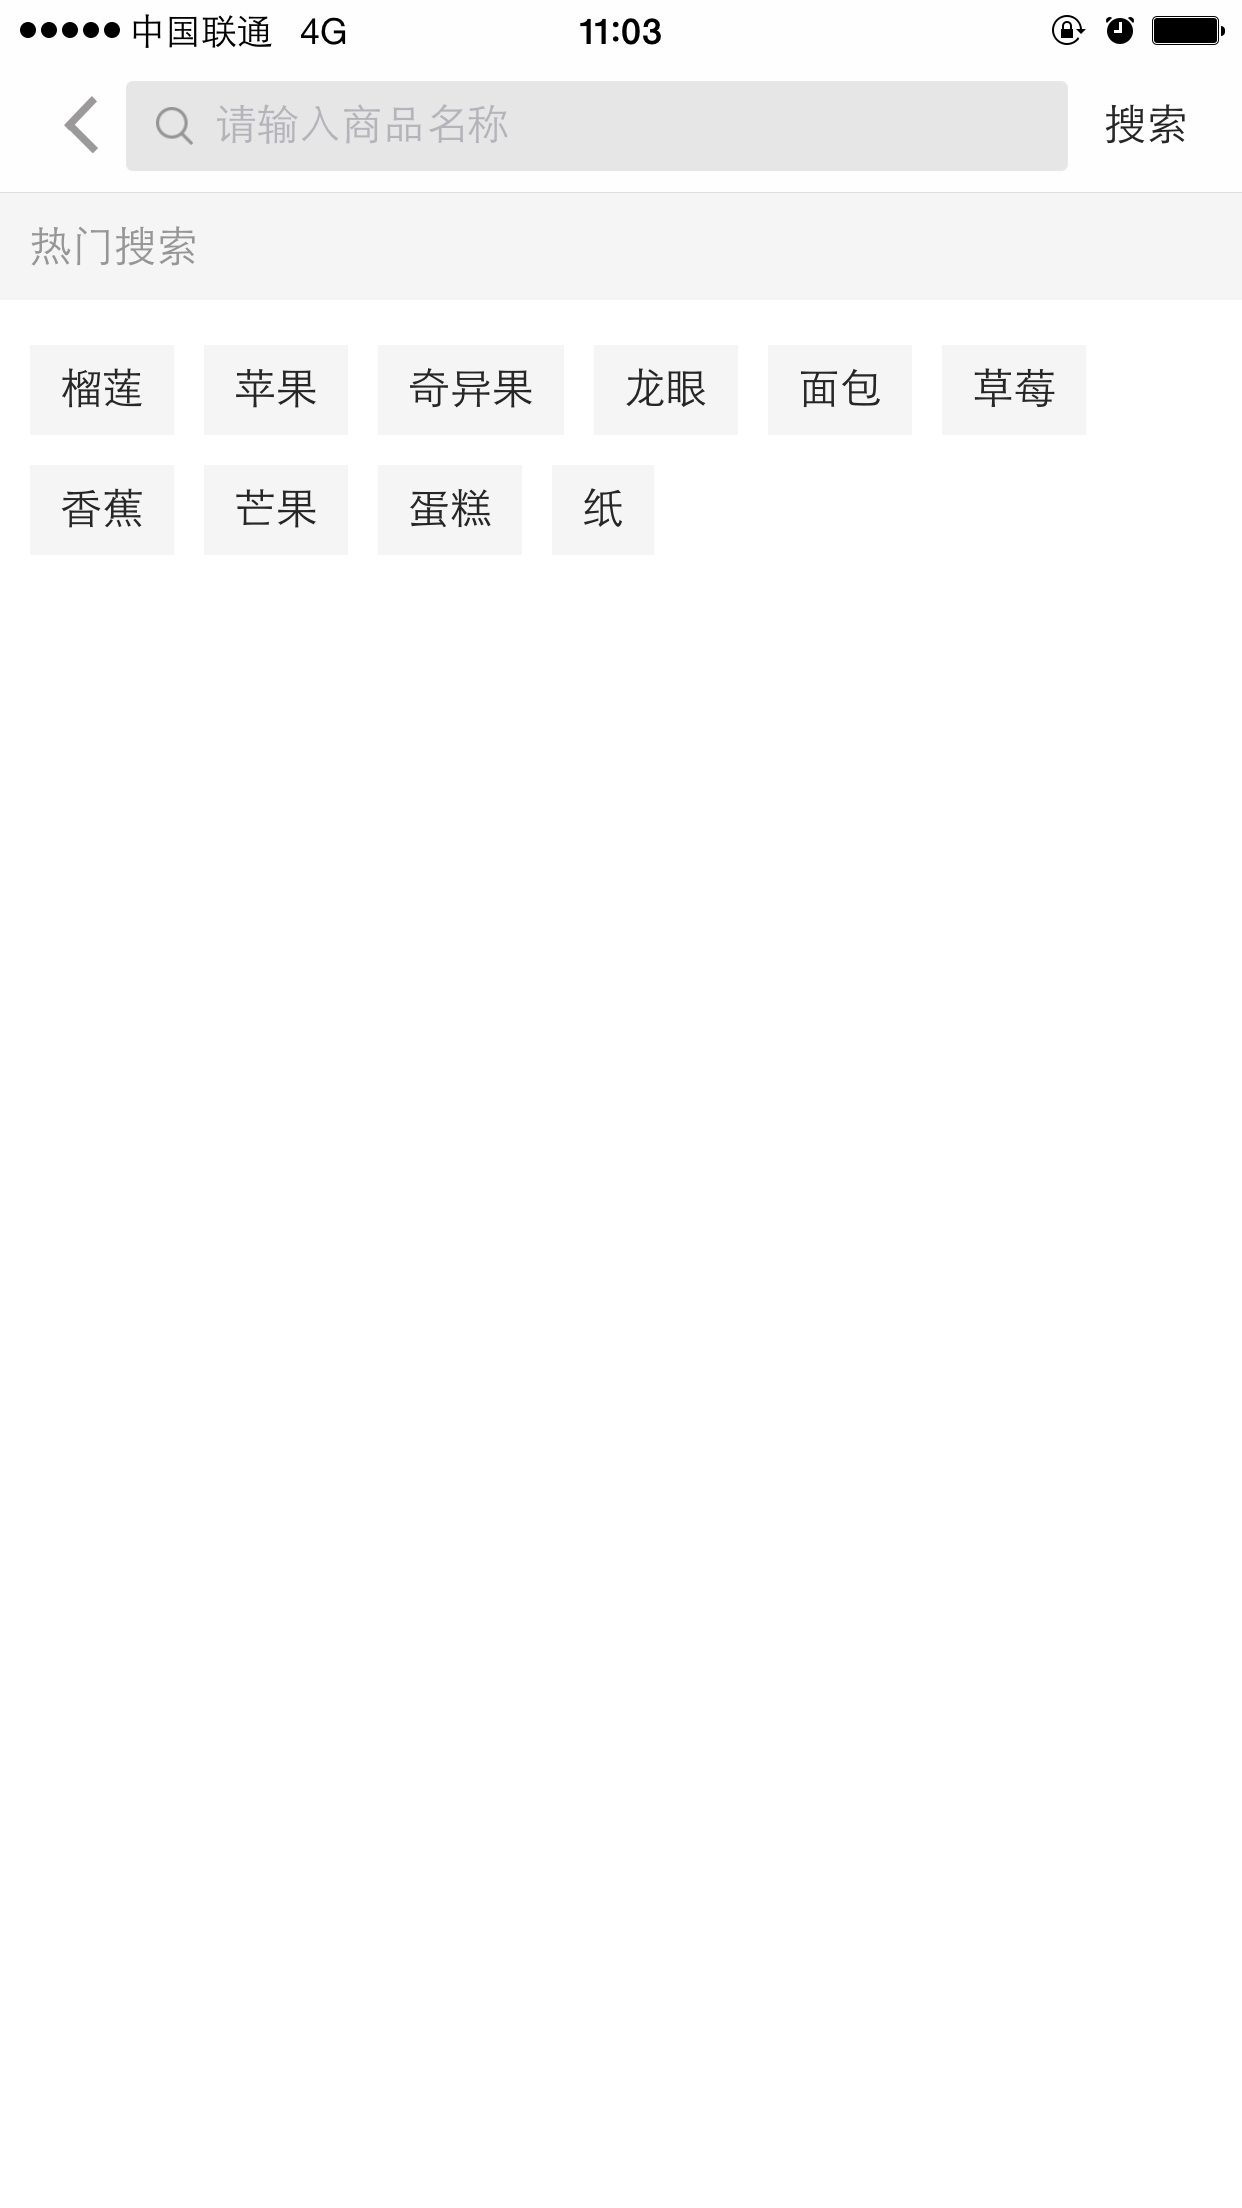 中国联通 4G 11:03
请输入商品名称 搜索
热门搜索
榴莲 苹果 奇异果 龙眼 面包 草莓
香蕉 芒果 蛋糕 纸